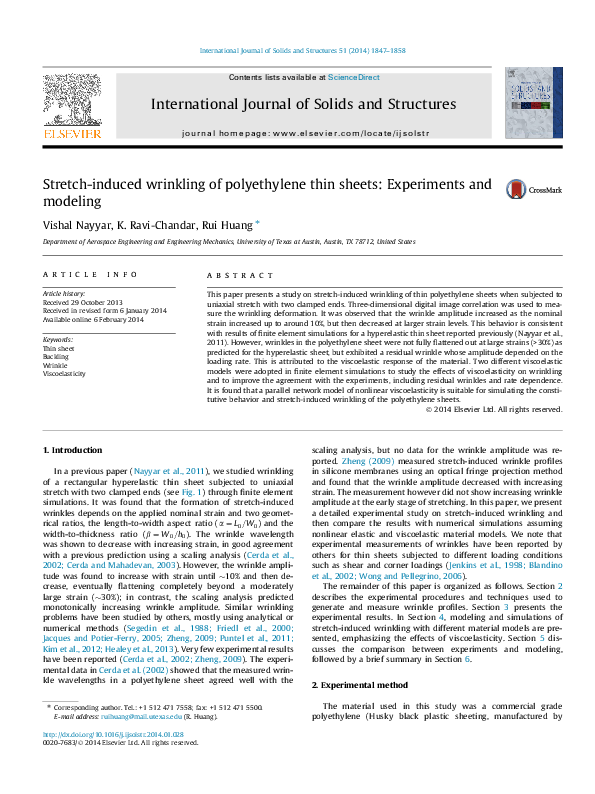 International Journal of Solids and Structures 51 (2014) 1847–1858
Contents lists available at ScienceDirect
International Journal of Solids and Structures
journal homepage: www.elsevier.com/locate/ijsolstr
ELSEVIER
SOLIDS AND
STRUCTURES
Stretch-induced wrinkling of polyethylene thin sheets: Experiments and
modeling
CrossMark
Vishal Nayyar, K. Ravi-Chandar, Rui Huang *
Department of Aerospace Engineering and Engineering Mechanics, University of Texas at Austin, Austin, TX 78712, United States
ARTICLE INFO
Article history:
Received 29 October 2013
Received in revised form 6 January 2014
Available online 6 February 2014
Keywords:
Thin sheet
Buckling
Wrinkle
Viscoelasticity
ABSTRACT
This paper presents a study on stretch-induced wrinkling of thin polyethylene sheets when subjected to
uniaxial stretch with two clamped ends. Three-dimensional digital image correlation was used to mea-
sure the wrinkling deformation. It was observed that the wrinkle amplitude increased as the nominal
strain increased up to around 10%, but then decreased at larger strain levels. This behavior is consistent
with results of finite element simulations for a hyperelastic thin sheet reported previously (Nayyar et al.,
2011). However, wrinkles in the polyethylene sheet were not fully flattened out at large strains (>30%) as
predicted for the hyperelastic sheet, but exhibited a residual wrinkle whose amplitude depended on the
loading rate. This is attributed to the viscoelastic response of the material. Two different viscoelastic
models were adopted in finite element simulations to study the effects of viscoelasticity on wrinkling
and to improve the agreement with the experiments, including residual wrinkles and rate dependence.
It is found that a parallel network model of nonlinear viscoelasticity is suitable for simulating the consti-
tutive behavior and stretch-induced wrinkling of the polyethylene sheets.
© 2014 Elsevier Ltd. All rights reserved.
1. Introduction
In a previous paper (Nayyar et al., 2011), we studied wrinkling
of a rectangular hyperelastic thin sheet subjected to uniaxial
stretch with two clamped ends (see Fig. 1) through finite element
simulations. It was found that the formation of stretch-induced
wrinkles depends on the applied nominal strain and two geomet-
rical ratios, the length-to-width aspect ratio (α = L0/W0) and the
width-to-thickness ratio (β = W0/h0). The wrinkle wavelength
was shown to decrease with increasing strain, in good agreement
with a previous prediction using a scaling analysis (Cerda et al.,
2002; Cerda and Mahadevan, 2003). However, the wrinkle ampli-
tude was found to increase with strain until ~10% and then de-
crease, eventually flattening completely beyond a moderately
large strain (~30%); in contrast, the scaling analysis predicted
monotonically increasing wrinkle amplitude. Similar wrinkling
problems have been studied by others, mostly using analytical or
numerical methods (Segedin et al., 1988; Friedl et al., 2000;
Jacques and Potier-Ferry, 2005; Zheng, 2009; Puntel et al., 2011;
Kim et al., 2012; Healey et al., 2013). Very few experimental results
have been reported (Cerda et al., 2002; Zheng, 2009). The experi-
mental data in Cerda et al. (2002) showed that the measured wrin-
kle wavelengths in a polyethylene sheet agreed well with the
scaling analysis, but no data for the wrinkle amplitude was re-
ported. Zheng (2009) measured stretch-induced wrinkle profiles
in silicone membranes using an optical fringe projection method
and found that the wrinkle amplitude decreased with increasing
strain. The measurement however did not show increasing wrinkle
amplitude at the early stage of stretching. In this paper, we present
a detailed experimental study on stretch-induced wrinkling and
then compare the results with numerical simulations assuming
nonlinear elastic and viscoelastic material models. We note that
experimental measurements of wrinkles have been reported by
others for thin sheets subjected to different loading conditions
such as shear and corner loadings (Jenkins et al., 1998; Blandino
et al., 2002; Wong and Pellegrino, 2006).
The remainder of this paper is organized as follows. Section 2
describes the experimental procedures and techniques used to
generate and measure wrinkle profiles. Section 3 presents the
experimental results. In Section 4, modeling and simulations of
stretch-induced wrinkling with different material models are pre-
sented, emphasizing the effects of viscoelasticity. Section 5 dis-
cusses the comparison between experiments and modeling,
followed by a brief summary in Section 6.
2. Experimental method
The material used in this study was a commercial grade
polyethylene (Husky black plastic sheeting, manufactured by
* Corresponding author. Tel.: +1 512 471 7558; fax: +1 512 471 5500.
E-mail address: ruihuang@mail.utexas.edu (R. Huang).
http://dx.doi.org/10.1016/j.ijsolstr.2014.01.028
0020-7683/© 2014 Elsevier Ltd. All rights reserved.